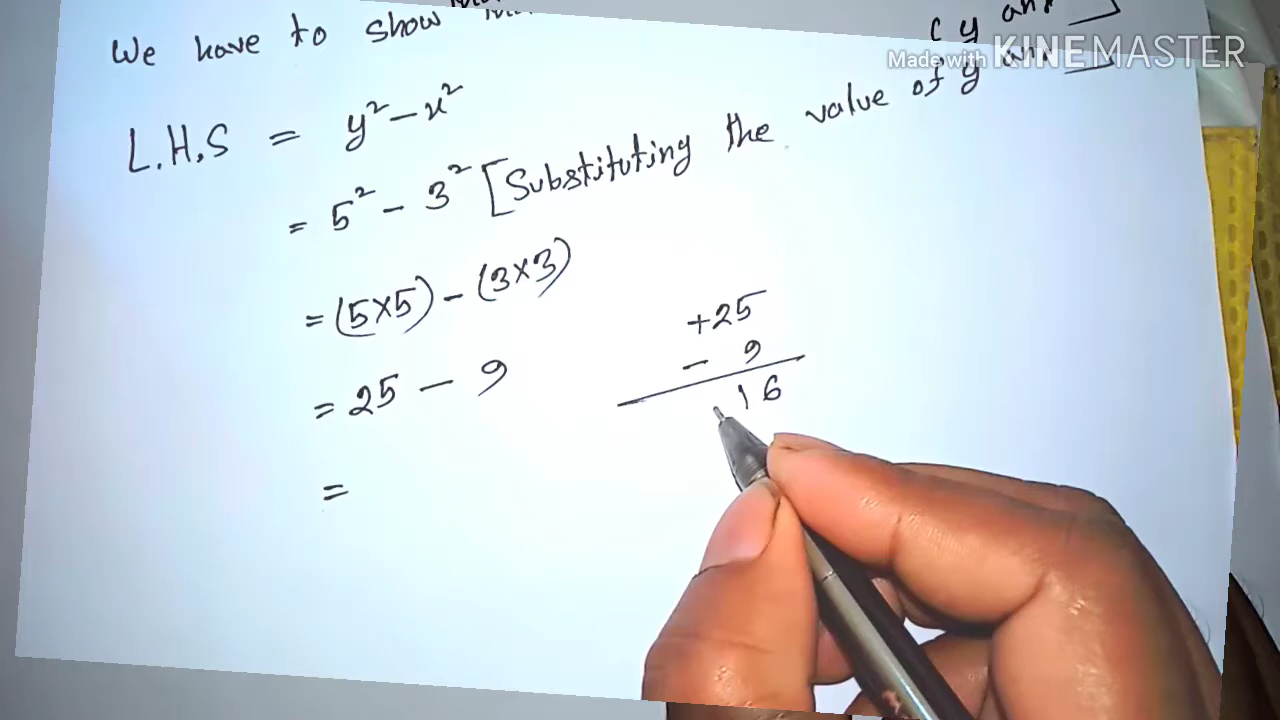 We have to show
Made with KINEMASTER
L.H.S = y² - x²
= 5² - 3² [Substituting the value of y and ]
= (5×5) - (3×3)
= 25 - 9
=
+25
- 9
16